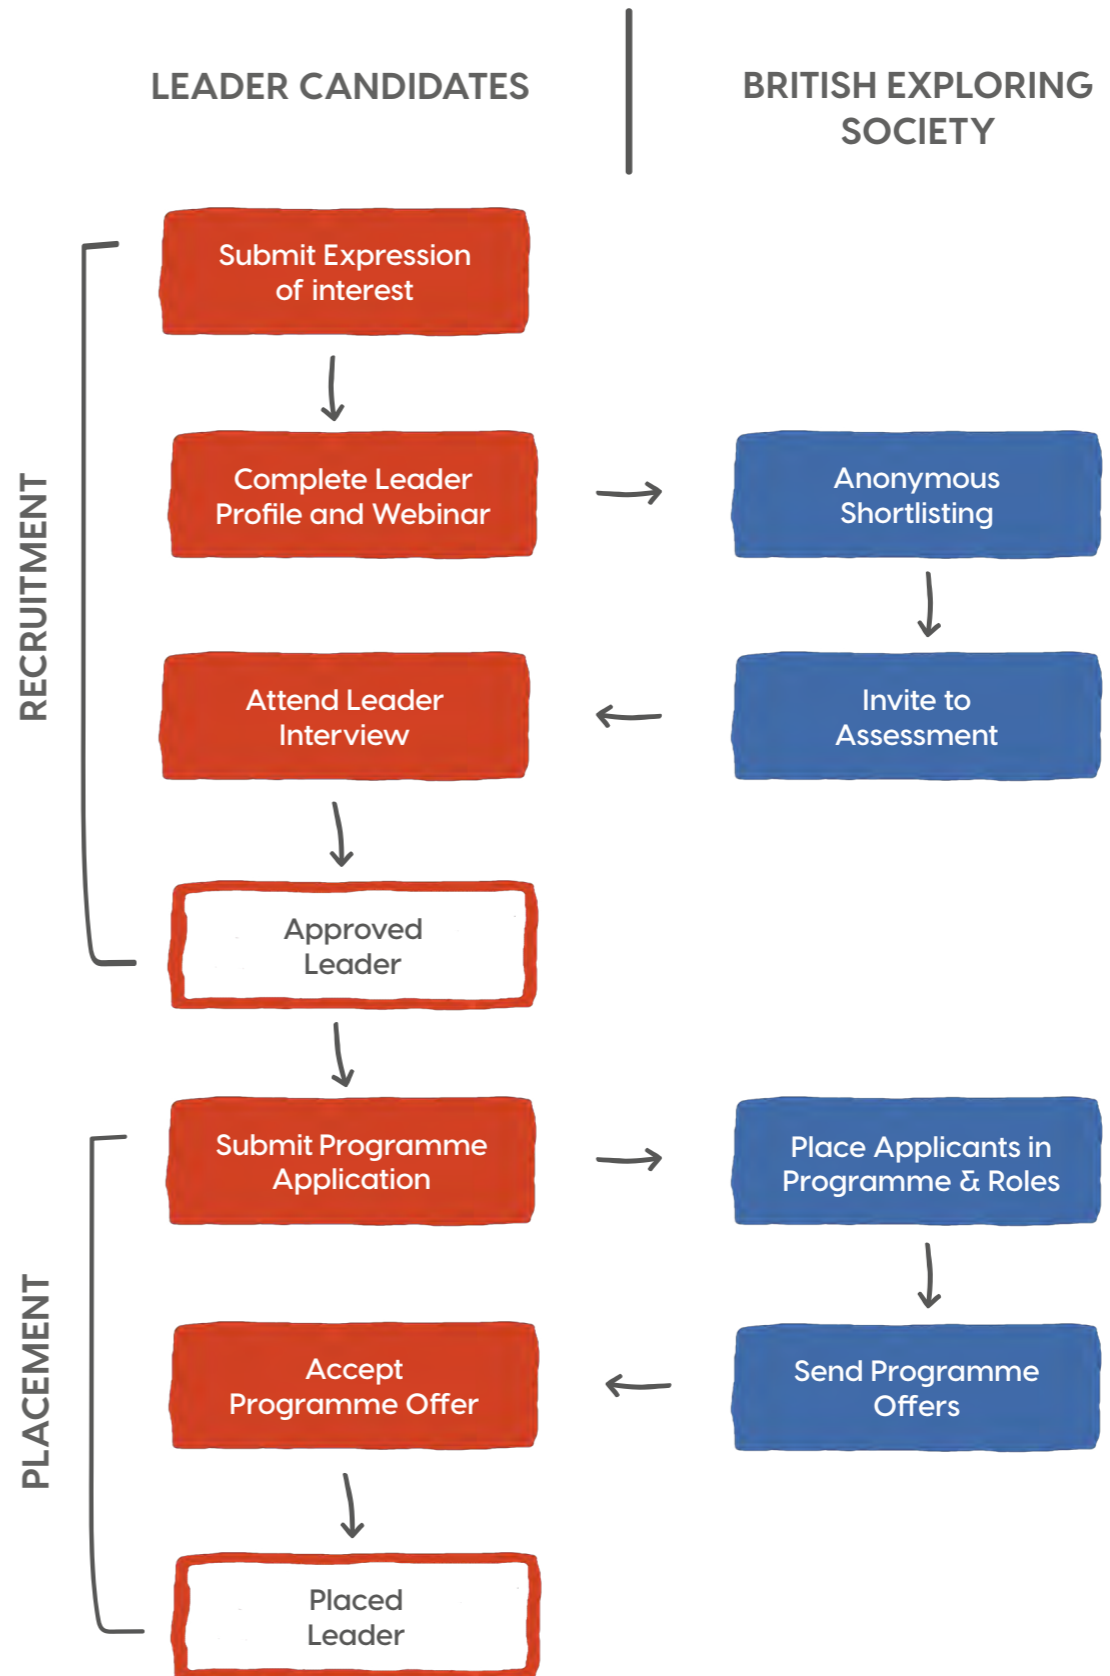 LEADER CANDIDATES
BRITISH EXPLORING
SOCIETY
RECRUITMENT
Submit Expression
of interest
Complete Leader
Profile and Webinar
Anonymous
Shortlisting
Invite to
Assessment
Attend Leader
Interview
Approved
Leader
PLACEMENT
Submit Programme
Application
Place Applicants in
Programme & Roles
Send Programme
Offers
Accept
Programme Offer
Placed
Leader